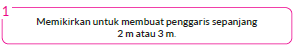 1
Memikirkan untuk membuat penggaris sepanjang
2 m atau 3 m.